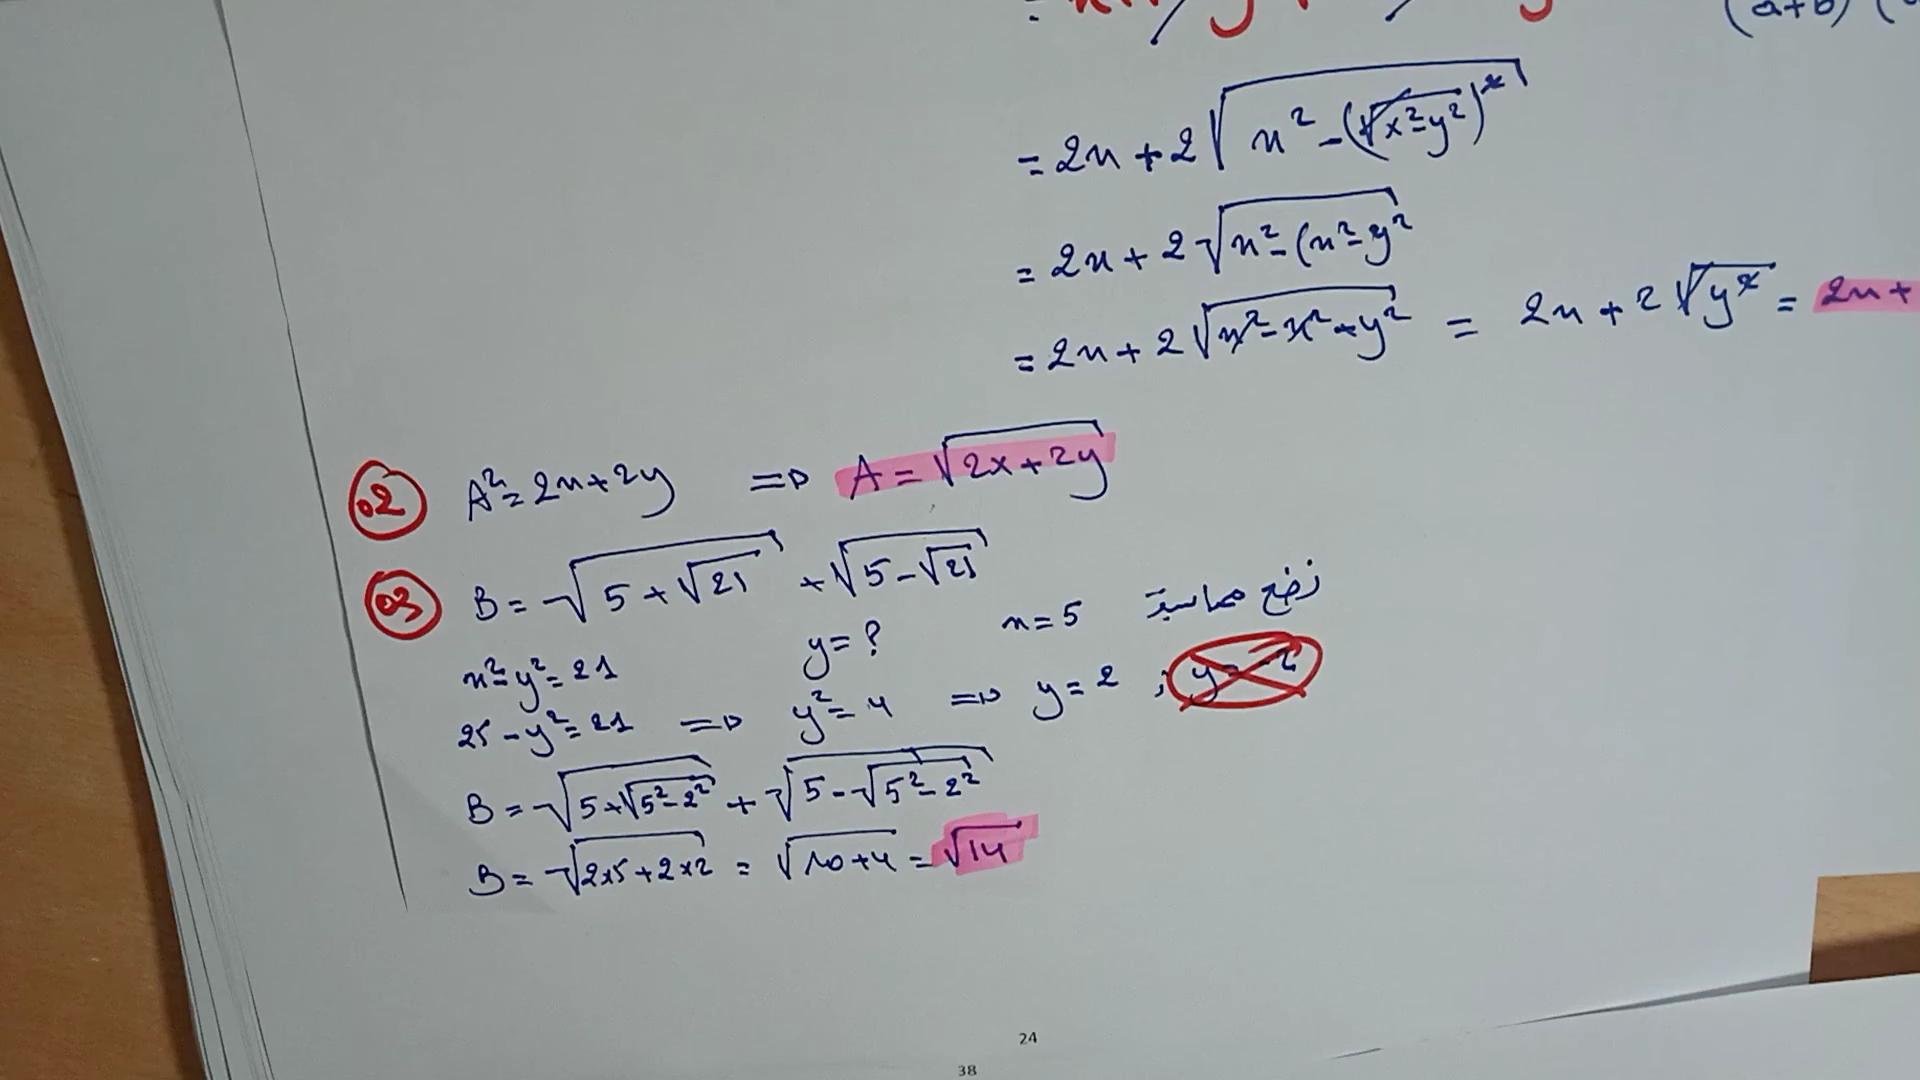 (a+b) (
= 2x + 2√(x² - (√(x²-y²))²)
= 2x + 2√(x² - (x² - y²
= 2x + 2√(x² - x² + y²) = 2x + 2√(y²) = 2x +
02 A² = 2x + 2y => A = √(2x + 2y)
03 B = √(5 + √21) + √(5 - √21)
y = ? x = 5 نضع
x² - y² = 21
25 - y² = 21 => y² = 4 => y = 2 ; y = -2
B = √(5 + √(5² - 2²)) + √(5 - √(5² - 2²))
B = √(2×5 + 2×2) = √(10 + 4) = √14
24
38